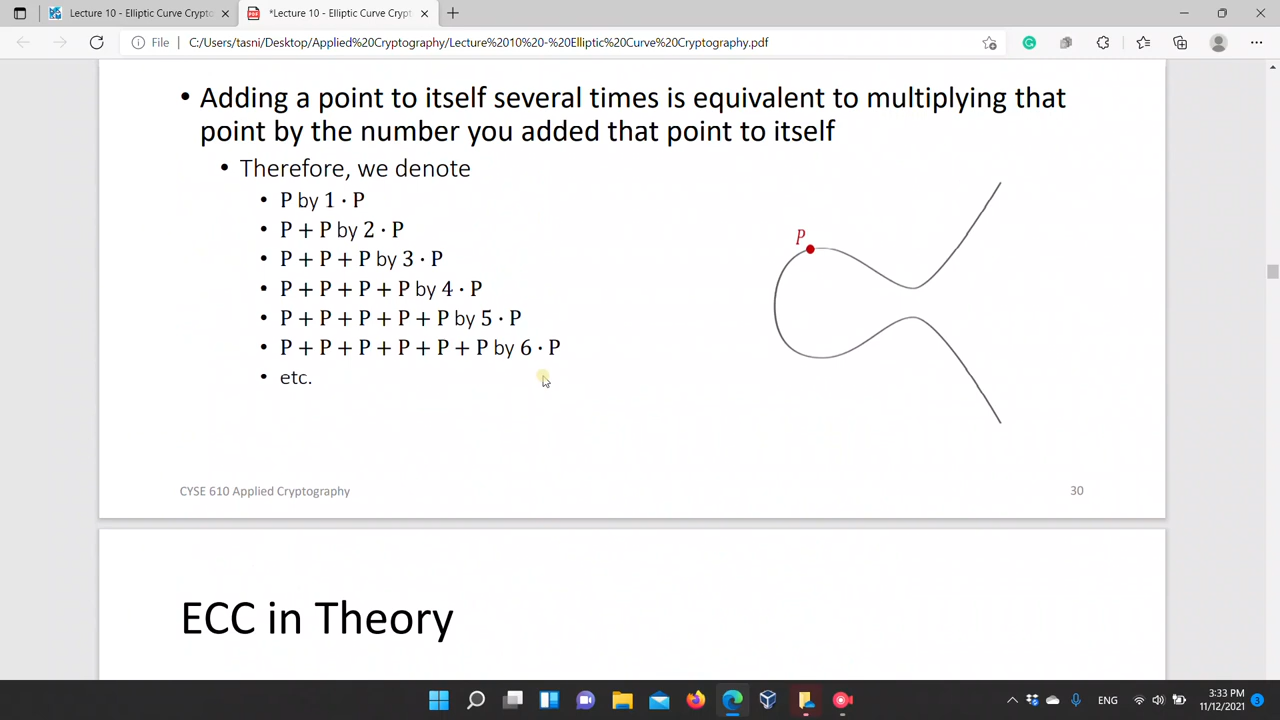 Lecture 10 - Elliptic Curve Crypto
*Lecture 10 - Elliptic Curve Crypt
File
C:/Users/tasni/Desktop/Applied%20Cryptography/Lecture%2010%20-%20Elliptic%20Curve%20Cryptography.pdf
• Adding a point to itself several times is equivalent to multiplying that
point by the number you added that point to itself
• Therefore, we denote
• P by 1 · P
• P + P by 2 · P
• P + P + P by 3 · P
• P + P + P + P by 4 · P
• P + P + P + P + P by 5 · P
• P + P + P + P + P + P by 6 · P
• etc.
P
CYSE 610 Applied Cryptography
30
ECC in Theory
ENG
3:33 PM
11/12/2021
3